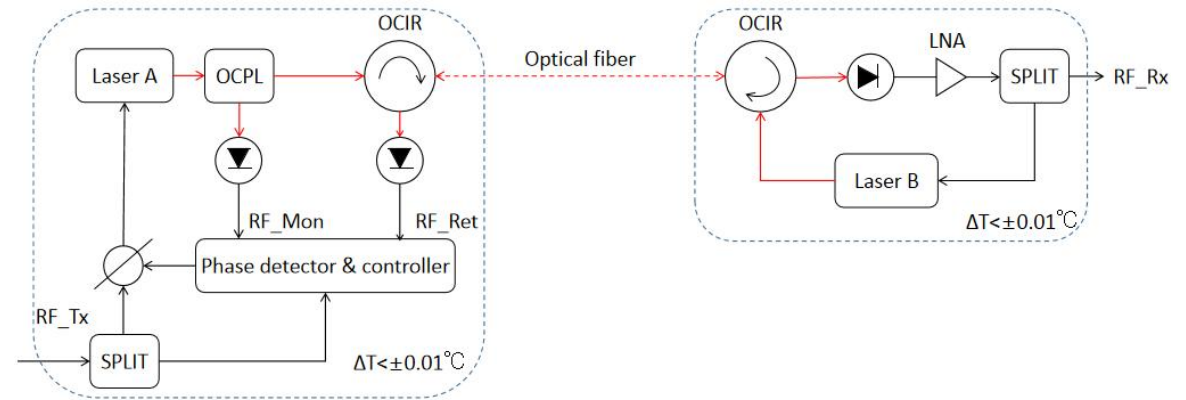 OCIR
Laser A
OCPL
Optical fiber
RF_Mon
RF_Ret
Phase detector & controller
RF_Tx
SPLIT
ΔT<±0.01℃
OCIR
LNA
SPLIT
RF_Rx
Laser B
ΔT<±0.01℃